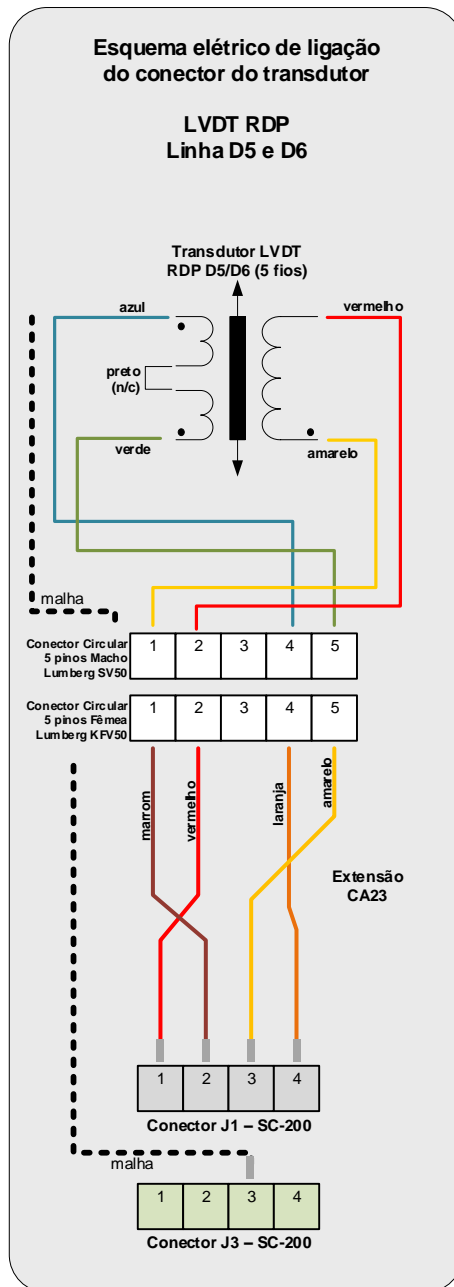 Esquema elétrico de ligação
do conector do transdutor
LVDT RDP
Linha D5 e D6
Transdutor LVDT
RDP D5/D6 (5 fios)
azul
vermelho
preto
(n/c)
verde
amarelo
malha
Conector Circular
5 pinos Macho
Lumberg SV50
1 2 3 4 5
Conector Circular
5 pinos Fêmea
Lumberg KFV50
1 2 3 4 5
marrom
vermelho
laranja
amarelo
Extensão
CA23
1 2 3 4
Conector J1 – SC-200
malha
1 2 3 4
Conector J3 – SC-200